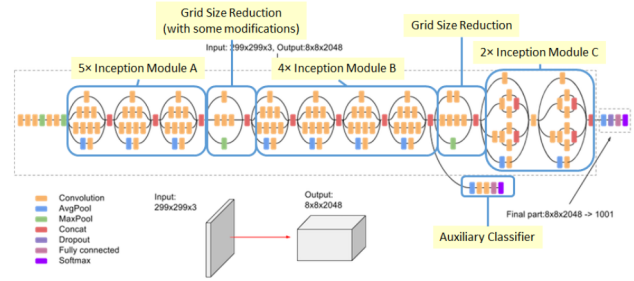 Grid Size Reduction
(with some modifications)
Grid Size Reduction
Input: 299x299x3, Output:8x8x2048
5× Inception Module A
4× Inception Module B
2× Inception Module C
Convolution
AvgPool
MaxPool
Concat
Dropout
Fully connected
Softmax
Input:
299x299x3
Output:
8x8x2048
Auxiliary Classifier
Final part:8x8x2048 -> 1001